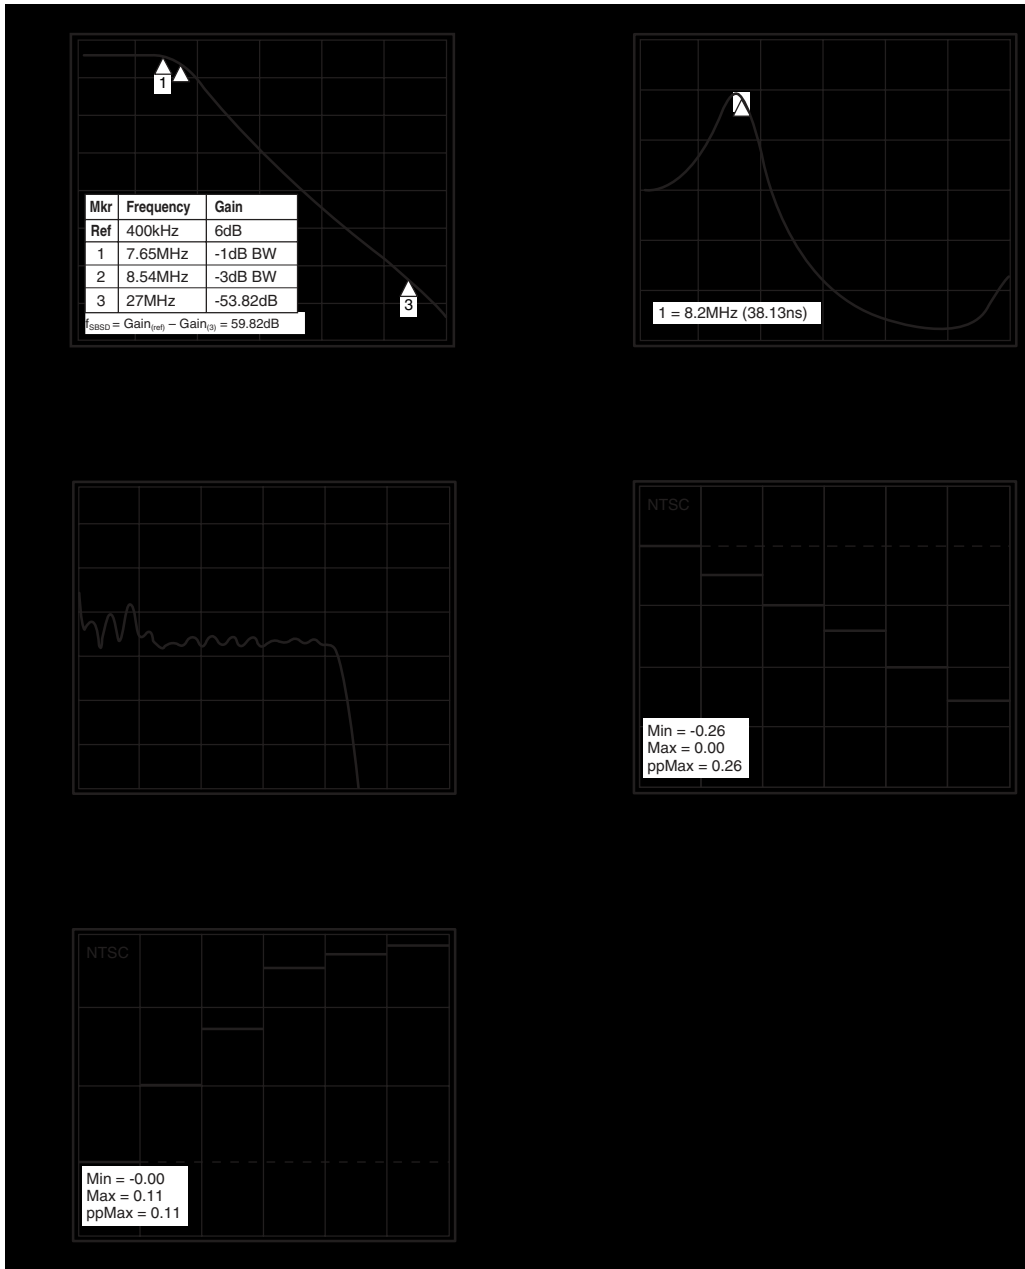 1
Mkr Frequency Gain
Ref 400kHz 6dB
1 7.65MHz -1dB BW
2 8.54MHz -3dB BW
3 27MHz -53.82dB
fSBSD = Gain(ref) – Gain(3) = 59.82dB
3
1 = 8.2MHz (38.13ns)
NTSC
Min = -0.26
Max = 0.00
ppMax = 0.26
NTSC
Min = -0.00
Max = 0.11
ppMax = 0.11